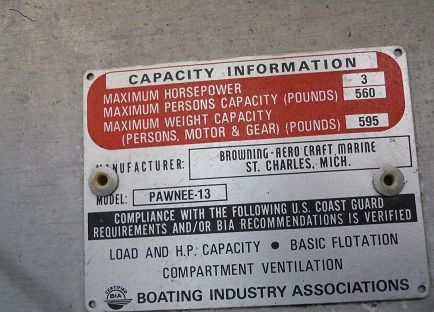 CAPACITY INFORMATION
MAXIMUM HORSEPOWER 3
MAXIMUM PERSONS CAPACITY (POUNDS) 560
MAXIMUM WEIGHT CAPACITY
(PERSONS, MOTOR & GEAR) (POUNDS) 595
MANUFACTURER: BROWNING-AERO CRAFT MARINE
ST. CHARLES, MICH.
MODEL: PAWNEE-13
COMPLIANCE WITH THE FOLLOWING U.S. COAST GUARD
REQUIREMENTS AND/OR BIA RECOMMENDATIONS IS VERIFIED
LOAD AND H.P. CAPACITY • BASIC FLOTATION
COMPARTMENT VENTILATION
CERTIFIED
BIA
BOATING INDUSTRY ASSOCIATIONS